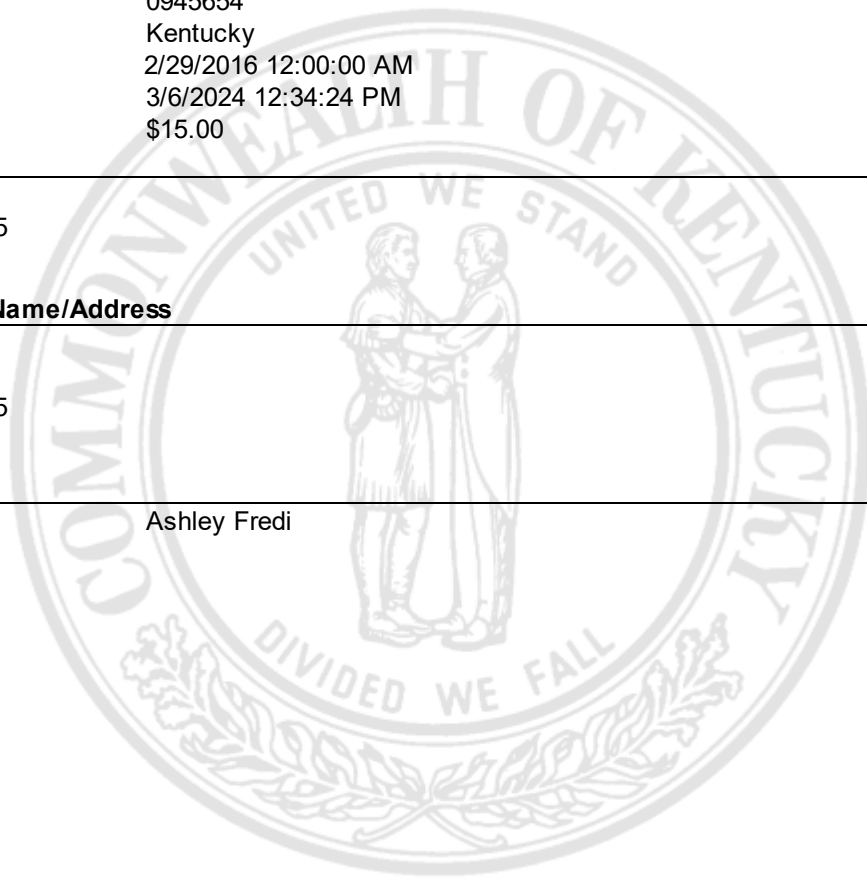 0945654
Kentucky
2/29/2016 12:00:00 AM
3/6/2024 12:34:24 PM
$15.00
5
Name/Address
5
Ashley Fredi
COMMONWEALTH OF KENTUCKY
UNITED WE STAND
DIVIDED WE FALL